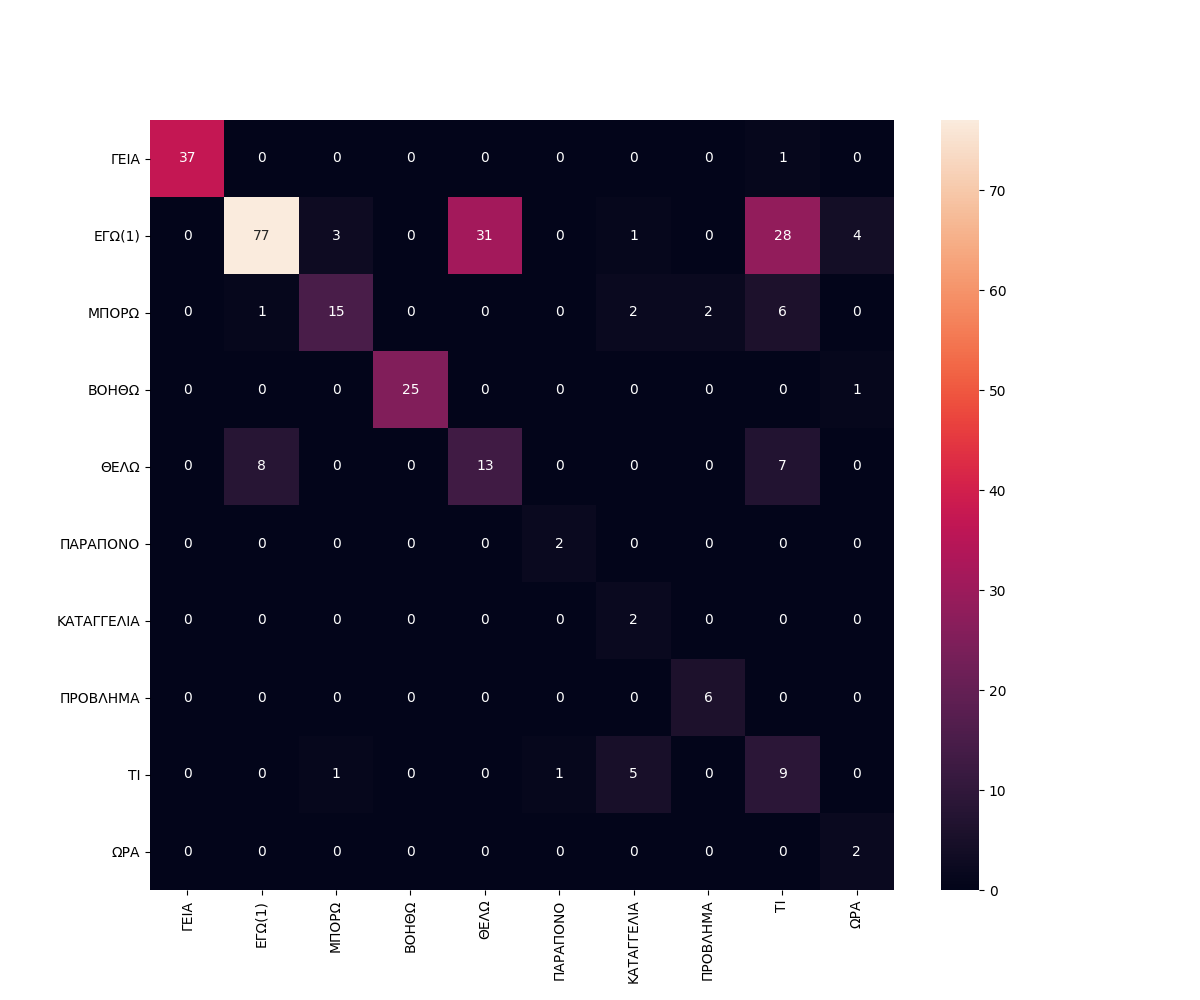 ΓΕΙΑ 37 0 0 0 0 0 0 0 1 0
ΕΓΩ(1) 0 77 3 0 31 0 1 0 28 4
ΜΠΟΡΩ 0 1 15 0 0 0 2 2 6 0
ΒΟΗΘΩ 0 0 0 25 0 0 0 0 0 1
ΘΕΛΩ 0 8 0 0 13 0 0 0 7 0
ΠΑΡΑΠΟΝΟ 0 0 0 0 0 2 0 0 0 0
ΚΑΤΑΓΓΕΛΙΑ 0 0 0 0 0 0 2 0 0 0
ΠΡΟΒΛΗΜΑ 0 0 0 0 0 0 0 6 0 0
ΤΙ 0 0 1 0 0 1 5 0 9 0
ΩΡΑ 0 0 0 0 0 0 0 0 0 2
ΓΕΙΑ
ΕΓΩ(1)
ΜΠΟΡΩ
ΒΟΗΘΩ
ΘΕΛΩ
ΠΑΡΑΠΟΝΟ
ΚΑΤΑΓΓΕΛΙΑ
ΠΡΟΒΛΗΜΑ
ΤΙ
ΩΡΑ
70
60
50
40
30
20
10
0